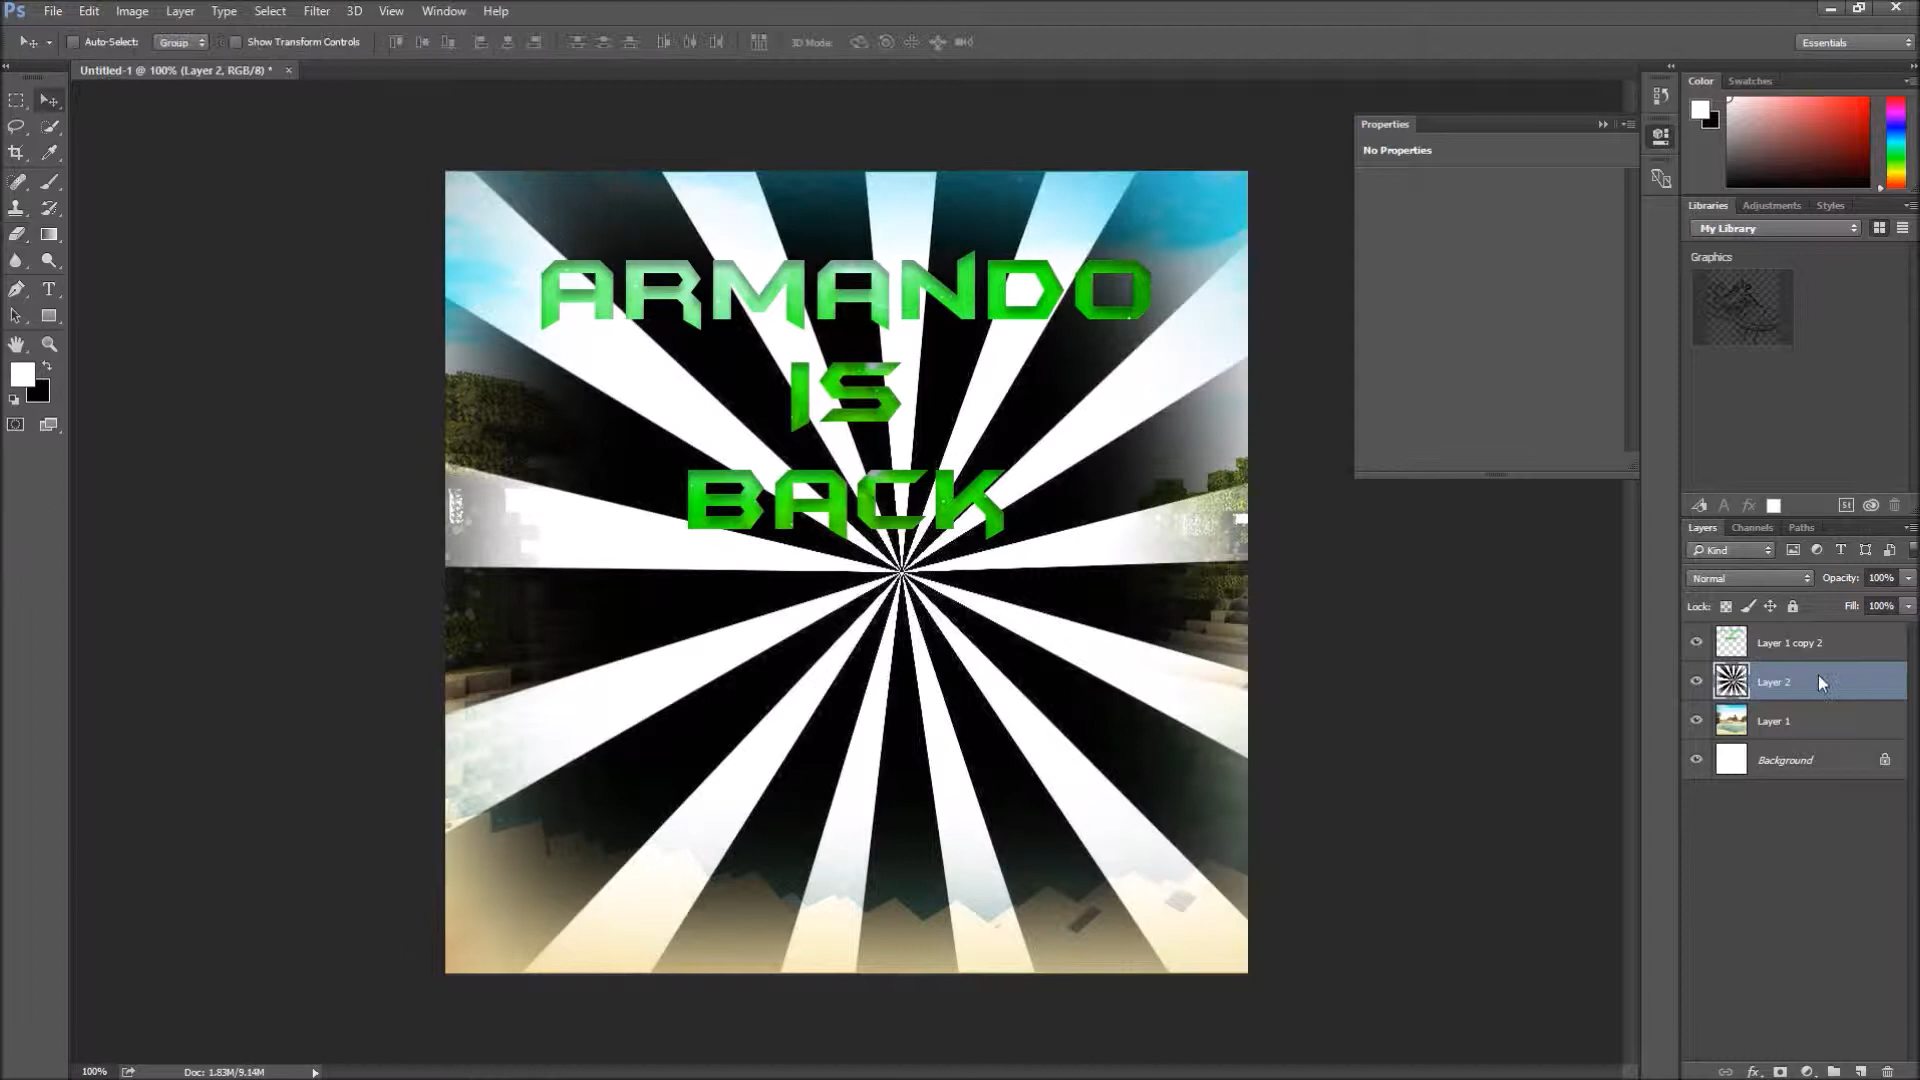 Ps File Edit Image Layer Type Select Filter 3D View Window Help
Auto-Select: Group Show Transform Controls 3D Mode: Essentials
Untitled-1 @ 100% (Layer 2, RGB/8) * ×
Color Swatches
Properties
No Properties
Libraries Adjustments Styles
My Library
Graphics
ARMANDO
IS
BACK
Layers Channels Paths
Kind
Normal Opacity: 100%
Lock: Fill: 100%
Layer 1 copy 2
Layer 2
Layer 1
Background
100% Doc: 1.83M/9.14M